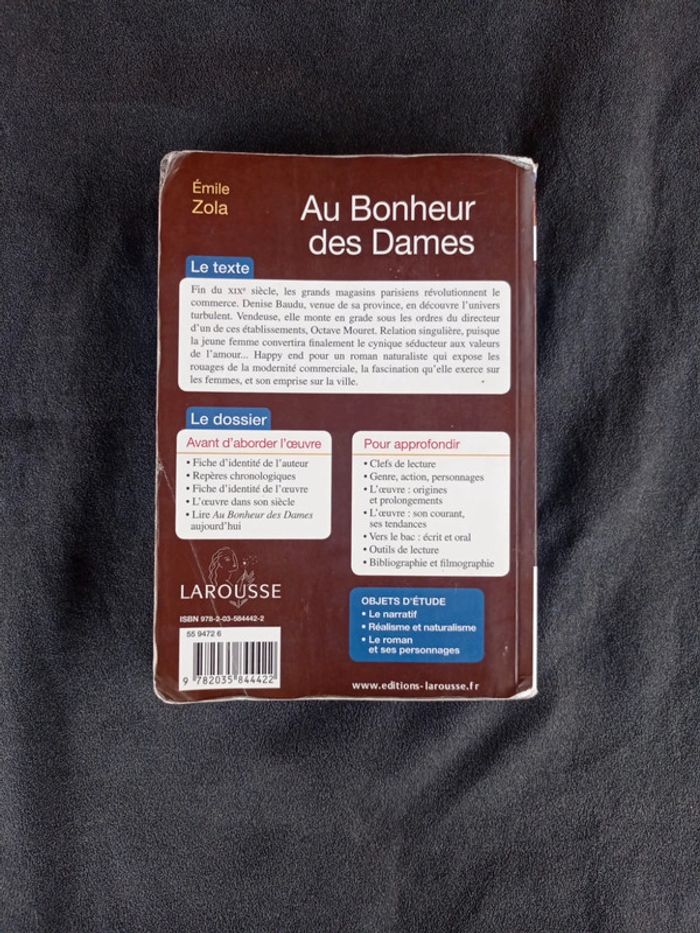 Émile
Zola
Au Bonheur
des Dames
Le texte
Fin du XIXe siècle, les grands magasins parisiens révolutionnent le
commerce. Denise Baudu, venue de sa province, en découvre l'univers
turbulent. Vendeuse, elle monte en grade sous les ordres du directeur
d'un de ces établissements, Octave Mouret. Relation singulière, puisque
la jeune femme convertira finalement le cynique séducteur aux valeurs
de l'amour... Happy end pour un roman naturaliste qui expose les
rouages de la modernité commerciale, la fascination qu'elle exerce sur
les femmes, et son emprise sur la ville.
Le dossier
Avant d'aborder l'œuvre
• Fiche d'identité de l'auteur
• Repères chronologiques
• Fiche d'identité de l'œuvre
• L'œuvre dans son siècle
• Lire Au Bonheur des Dames
aujourd'hui
Pour approfondir
• Clefs de lecture
• Genre, action, personnages
• L'œuvre : origines
et prolongements
• L'œuvre : son courant,
ses tendances
• Vers le bac : écrit et oral
• Outils de lecture
• Bibliographie et filmographie
LAROUSSE
ISBN 978-2-03-584442-2
55 9472 6
9 782035 844422
OBJETS D'ÉTUDE
• Le narratif
• Réalisme et naturalisme
• Le roman
et ses personnages
www.editions-larousse.fr